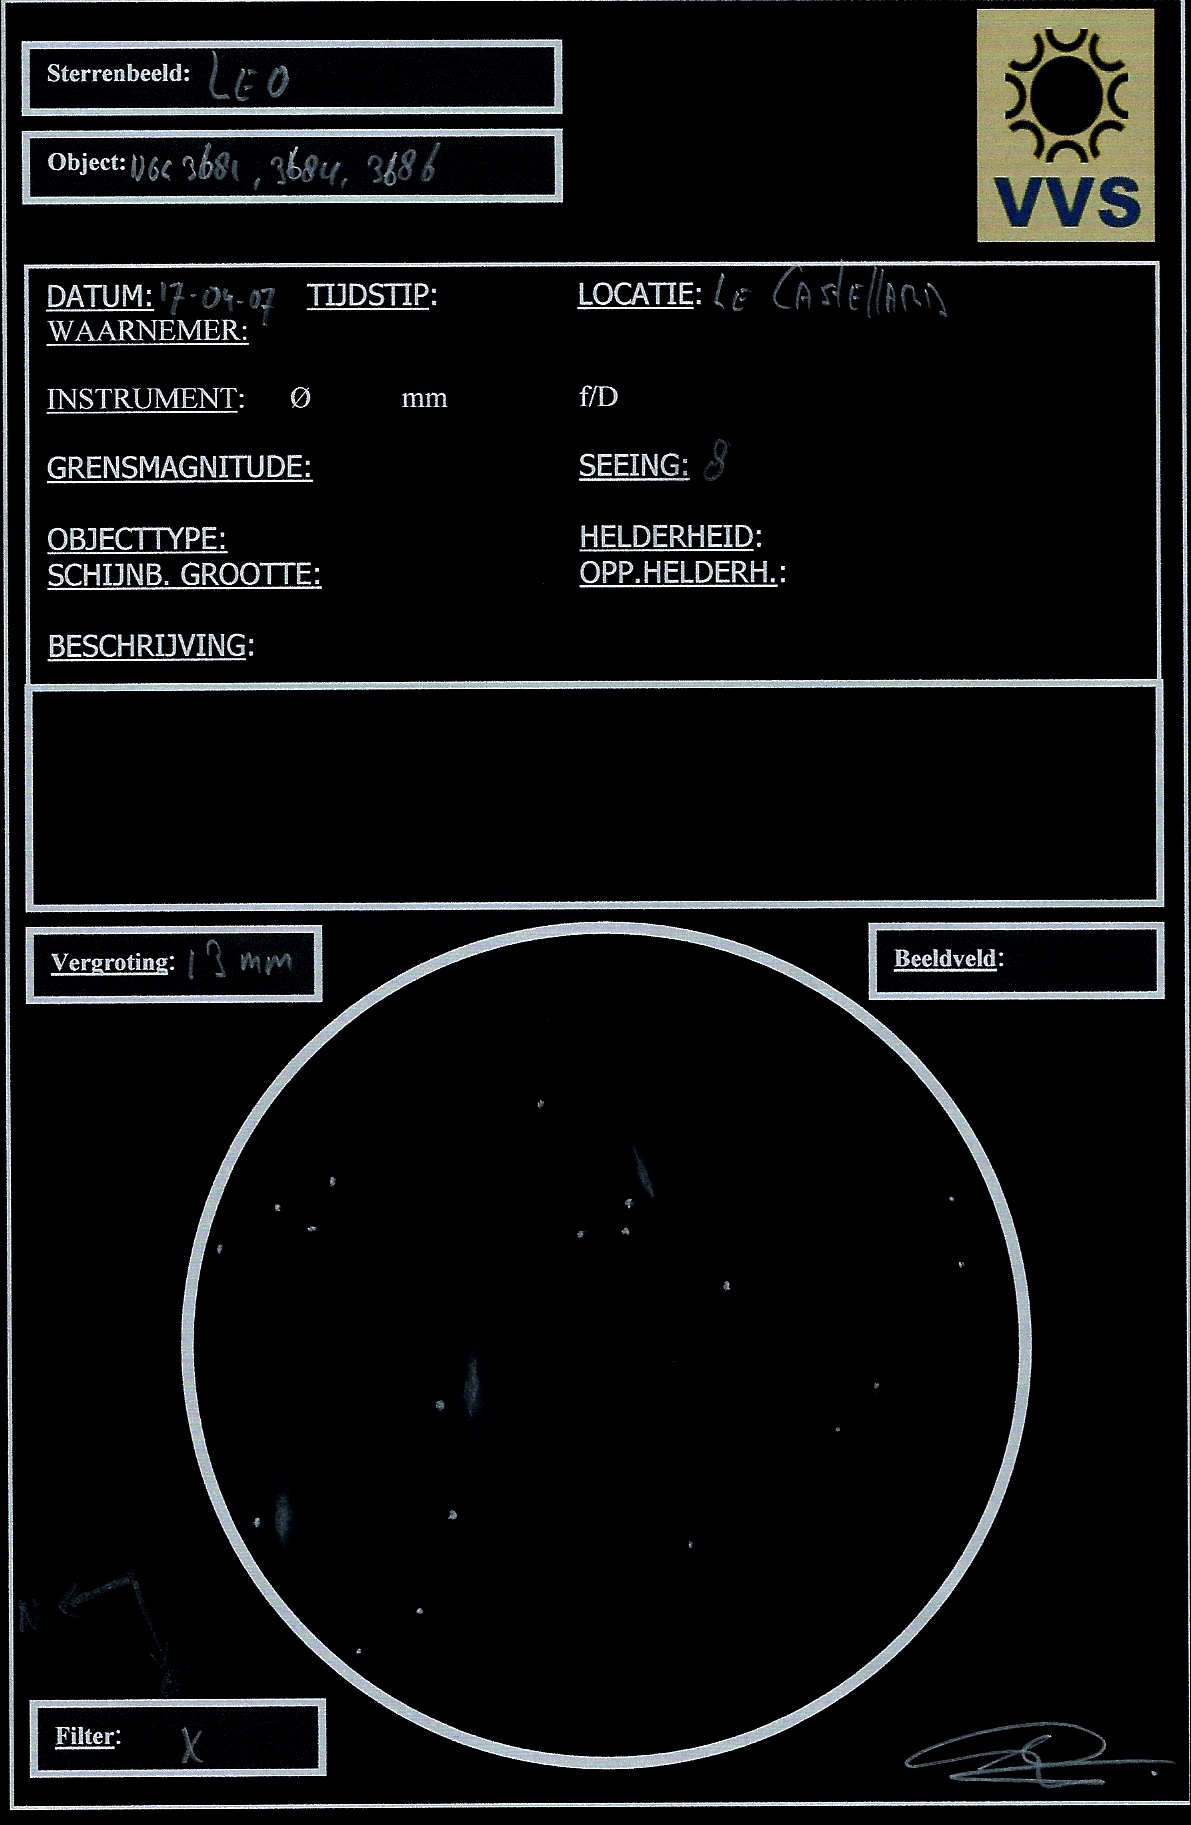 Sterrenbeeld: LEO
Object: NGC 3681, 3684, 3686
VVS
DATUM: 17-04-07 TIJDSTIP: LOCATIE: LE CAStellARD
WAARNEMER:
INSTRUMENT: Ø mm f/D
GRENSMAGNITUDE: SEEING: 8
OBJECTTYPE: HELDERHEID:
SCHIJNB. GROOTTE: OPP.HELDERH.:
BESCHRIJVING:
Vergroting: 13 mm
Beeldveld:
N
Filter: X